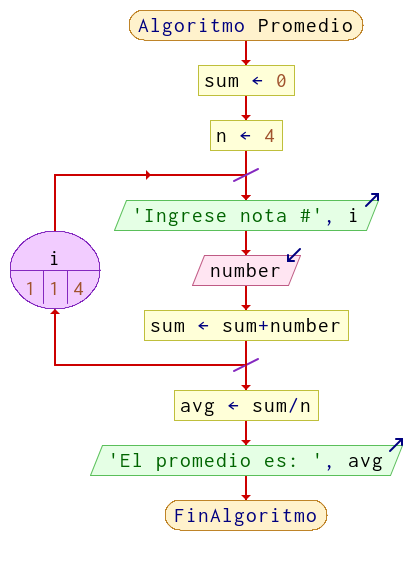 Algoritmo Promedio
sum ← 0
n ← 4
'Ingrese nota #', i
i
1 1 4
number
sum ← sum+number
avg ← sum/n
'El promedio es: ', avg
FinAlgoritmo